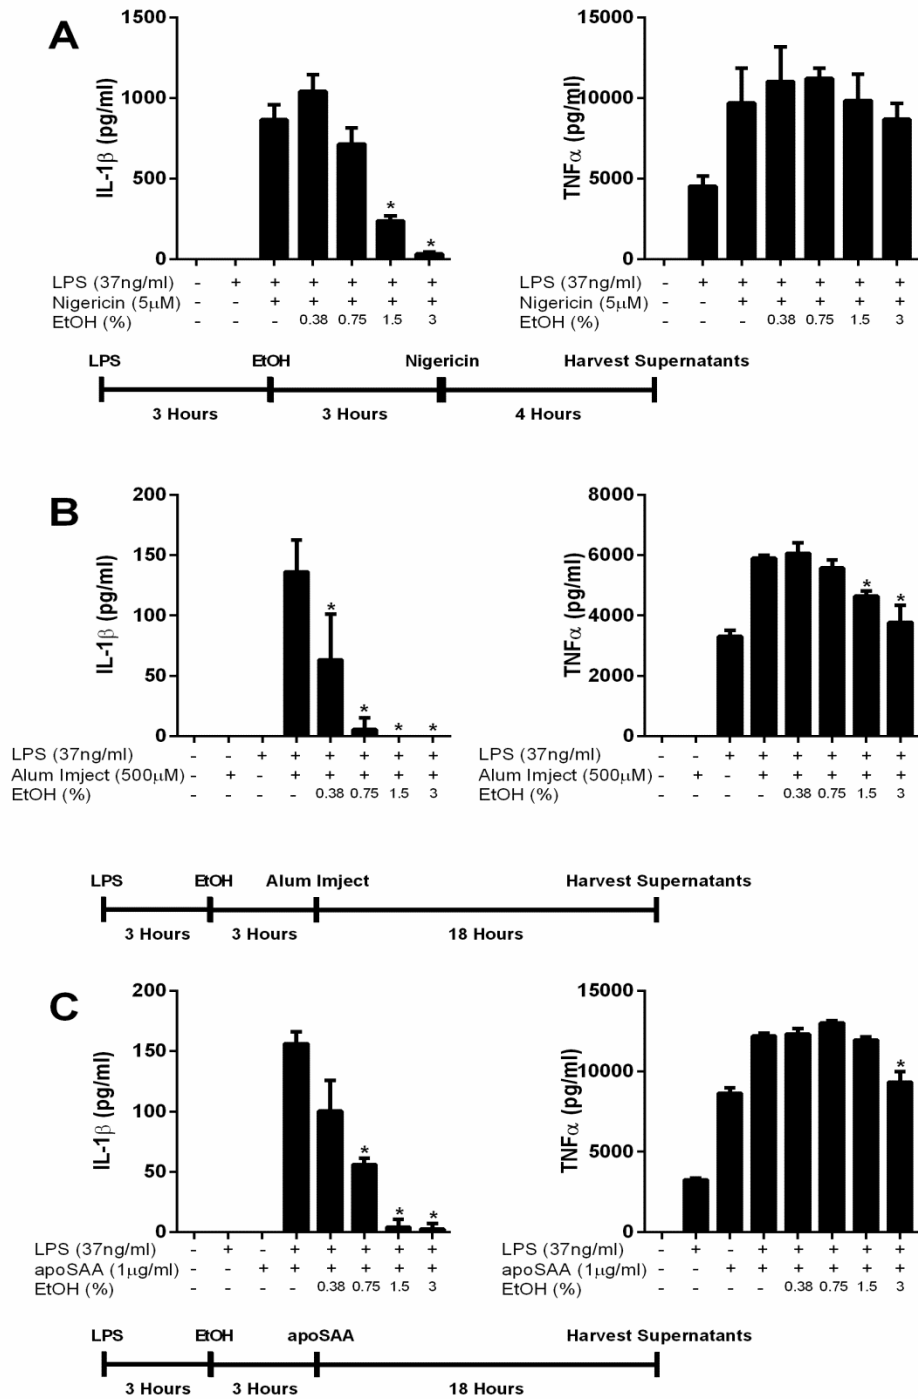 A
IL-1β (pg/ml)
1500
1000
500
0
LPS (37ng/ml) - + + + + + +
Nigericin (5μM) - - + + + + +
EtOH (%) - - - 0.38 0.75 1.5 3
* *
TNFα (pg/ml)
15000
10000
5000
0
LPS (37ng/ml) - + + + + + +
Nigericin (5μM) - - + + + + +
EtOH (%) - - - 0.38 0.75 1.5 3
LPS EtOH Nigericin Harvest Supernatants
3 Hours 3 Hours 4 Hours
B
IL-1β (pg/ml)
200
150
100
50
0
* * * *
LPS (37ng/ml) - - + + + + + +
Alum Imject (500μM) - + - + + + + +
EtOH (%) - - - - 0.38 0.75 1.5 3
TNFα (pg/ml)
8000
6000
4000
2000
0
* *
LPS (37ng/ml) - - + + + + + +
Alum Imject (500μM) - + - + + + + +
EtOH (%) - - - - 0.38 0.75 1.5 3
LPS EtOH Alum Imject Harvest Supernatants
3 Hours 3 Hours 18 Hours
C
IL-1β (pg/ml)
200
150
100
50
0
* * *
LPS (37ng/ml) - + - + + + + +
apoSAA (1μg/ml) - - + + + + + +
EtOH (%) - - - - 0.38 0.75 1.5 3
TNFα (pg/ml)
15000
10000
5000
0
*
LPS (37ng/ml) - + - + + + + +
apoSAA (1μg/ml) - - + + + + + +
EtOH (%) - - - - 0.38 0.75 1.5 3
LPS EtOH apoSAA Harvest Supernatants
3 Hours 3 Hours 18 Hours